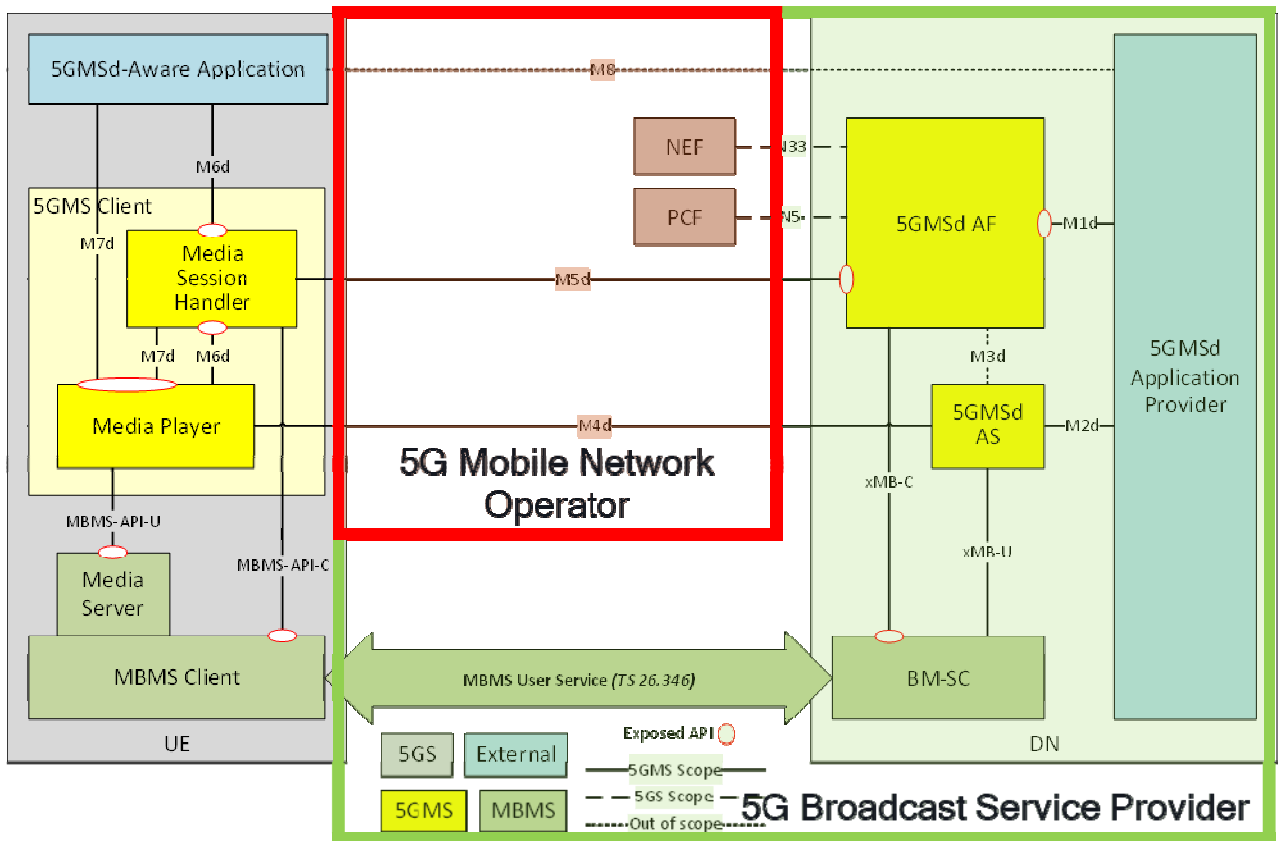 5GMSd-Aware Application
M8
NEF
N33
PCF
N5
M6d
5GMS Client
M7d
Media
Session
Handler
M5d
5GMSd AF
M1d
M7d
M6d
M3d
5GMSd
Application
Provider
Media Player
M4d
5GMSd
AS
M2d
5G Mobile Network
Operator
xMB-C
MBMS-API-U
xMB-U
MBMS-API-C
Media
Server
MBMS Client
MBMS User Service (TS 26.346)
BM-SC
UE
DN
Exposed API
5GS
External
5GMS Scope
5GS Scope
5GMS
MBMS
Out of scope
5G Broadcast Service Provider